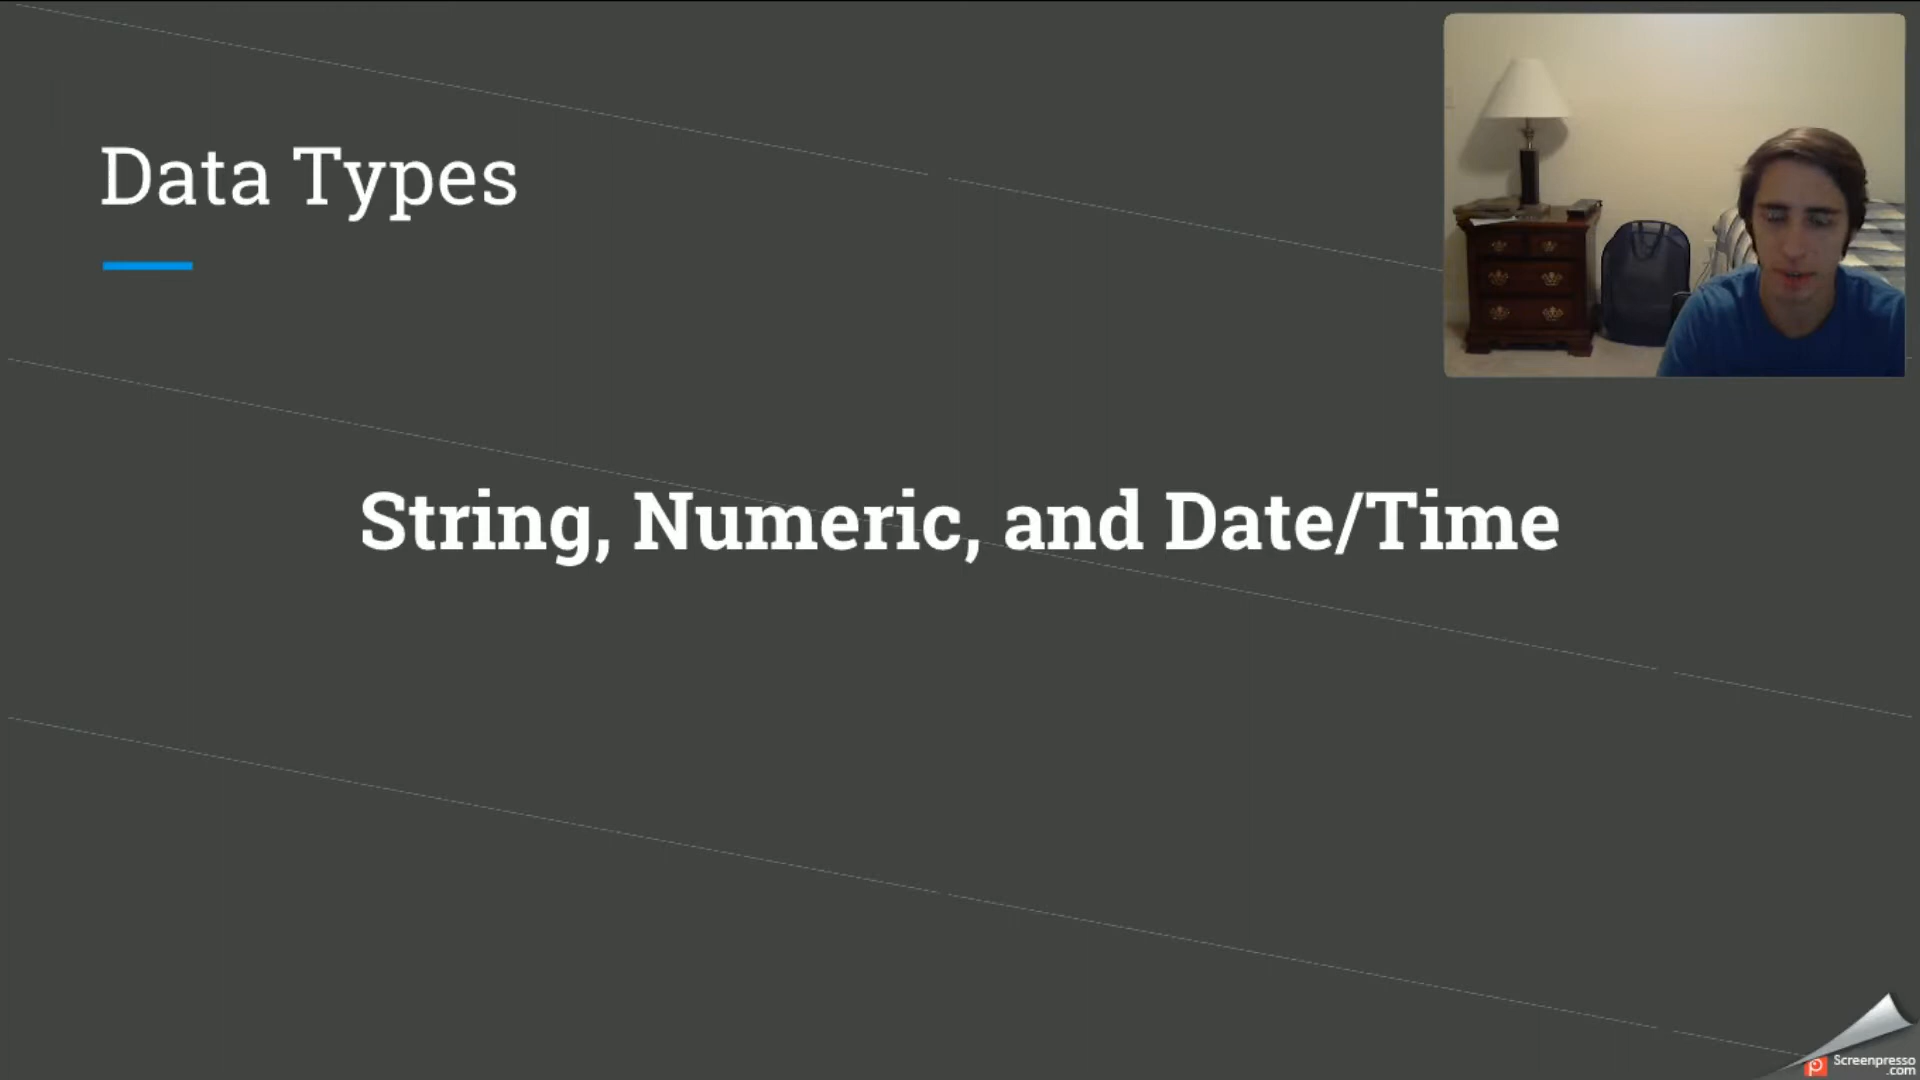 Data Types
String, Numeric, and Date/Time
Screenpresso
.com